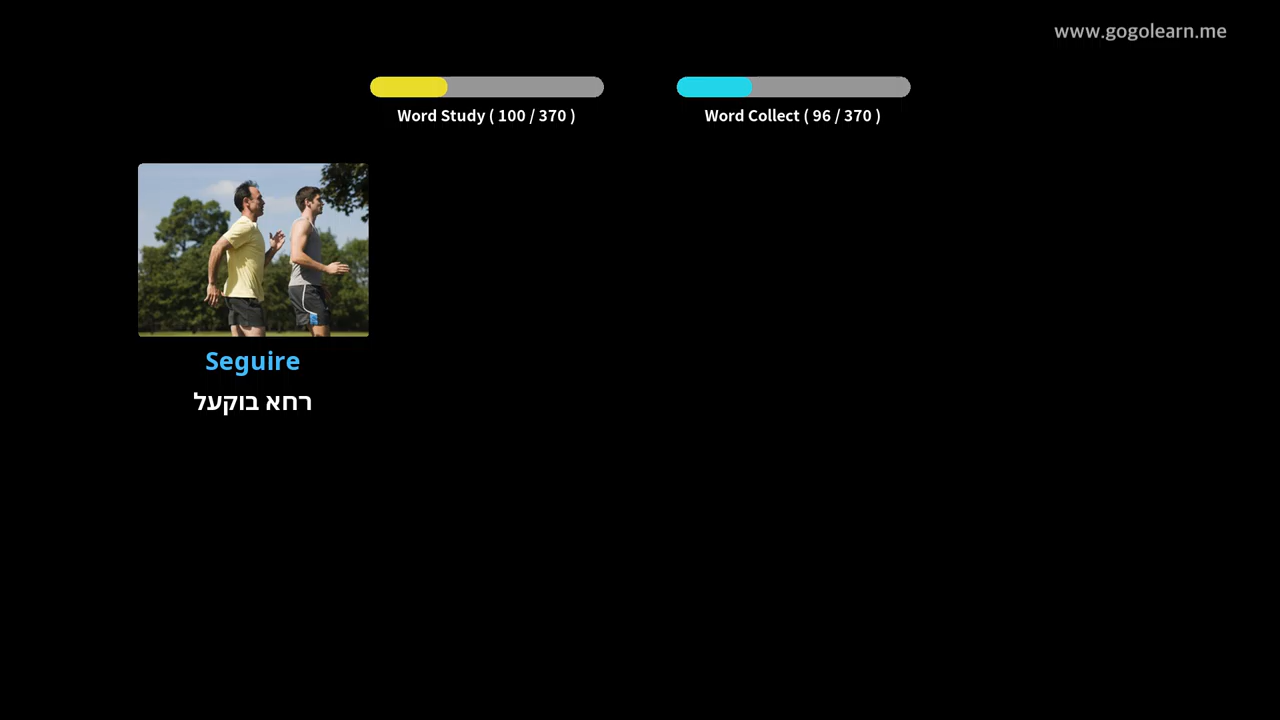 www.gogolearn.me
Word Study ( 100 / 370 )
Word Collect ( 96 / 370 )
Seguire
רחא בוקעל